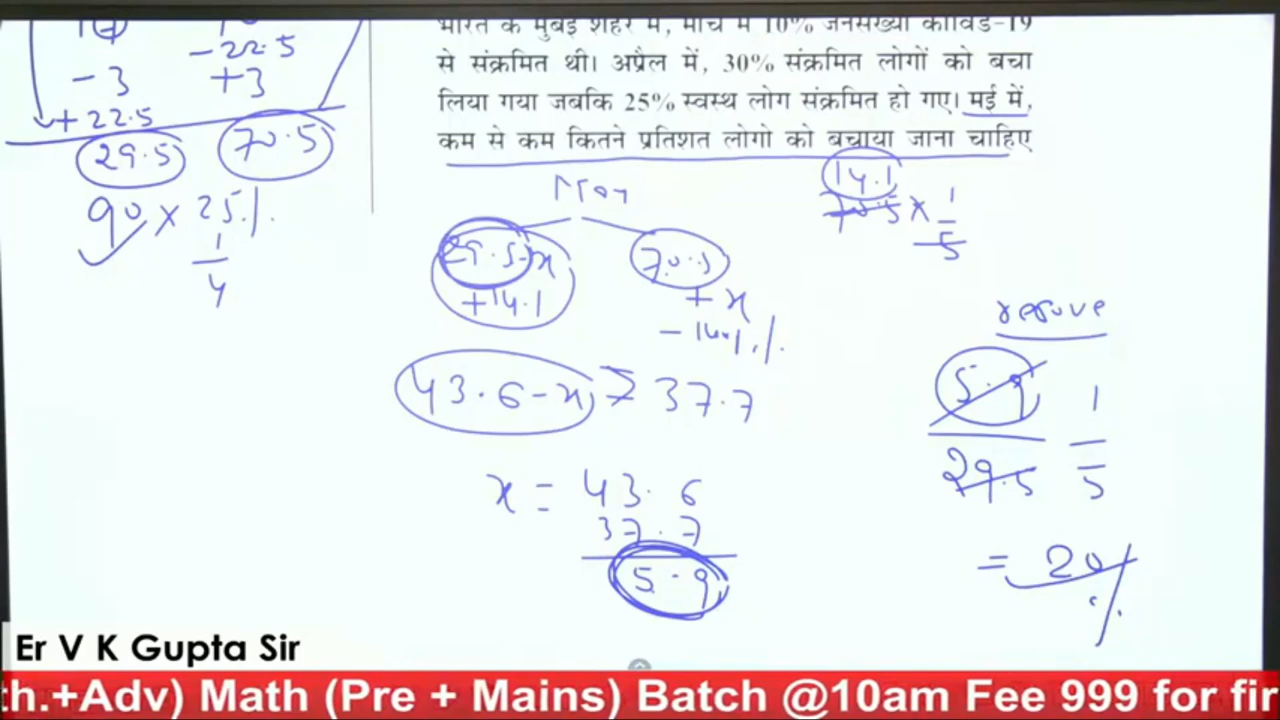 भारत के मुंबई शहर में, मार्च में 10% जनसंख्या कोविड-19
से संक्रमित थी। अप्रैल में, 30% संक्रमित लोगों को बचा
लिया गया जबकि 25% स्वस्थ लोग संक्रमित हो गए। मई में,
कम से कम कितने प्रतिशत लोगो को बचाया जाना चाहिए
10
-22.5
-3 +3
+22.5
29.5 70.5
90 × 25%
1
4
May
14.1
70.5 × 1
5
29.5-x 70.5
+14.1 + x
-14.1%
43.6-x ≥ 37.7
x = 43.6
37.7
5.9
5.9 1
29.5 5
= 20%
Er V K Gupta Sir
th.+Adv) Math (Pre + Mains) Batch @10am Fee 999 for fir